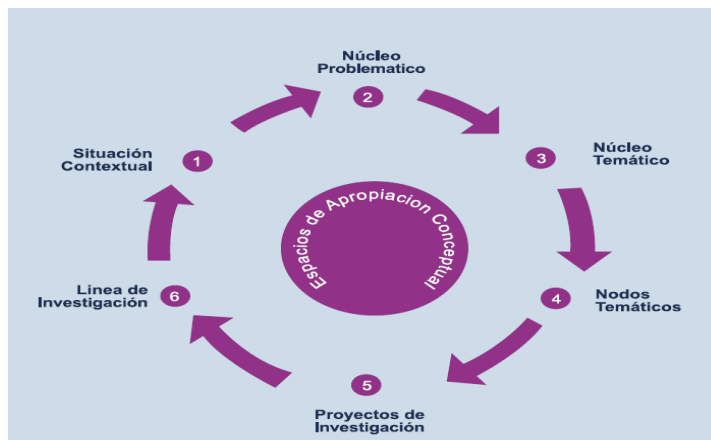 Núcleo
Problematico
2
Situación
Contextual
1
3
Núcleo
Temático
Espacios de Apropiacion Conceptual
Linea de
Investigación
6
4
Nodos
Temáticos
5
Proyectos de
Investigación